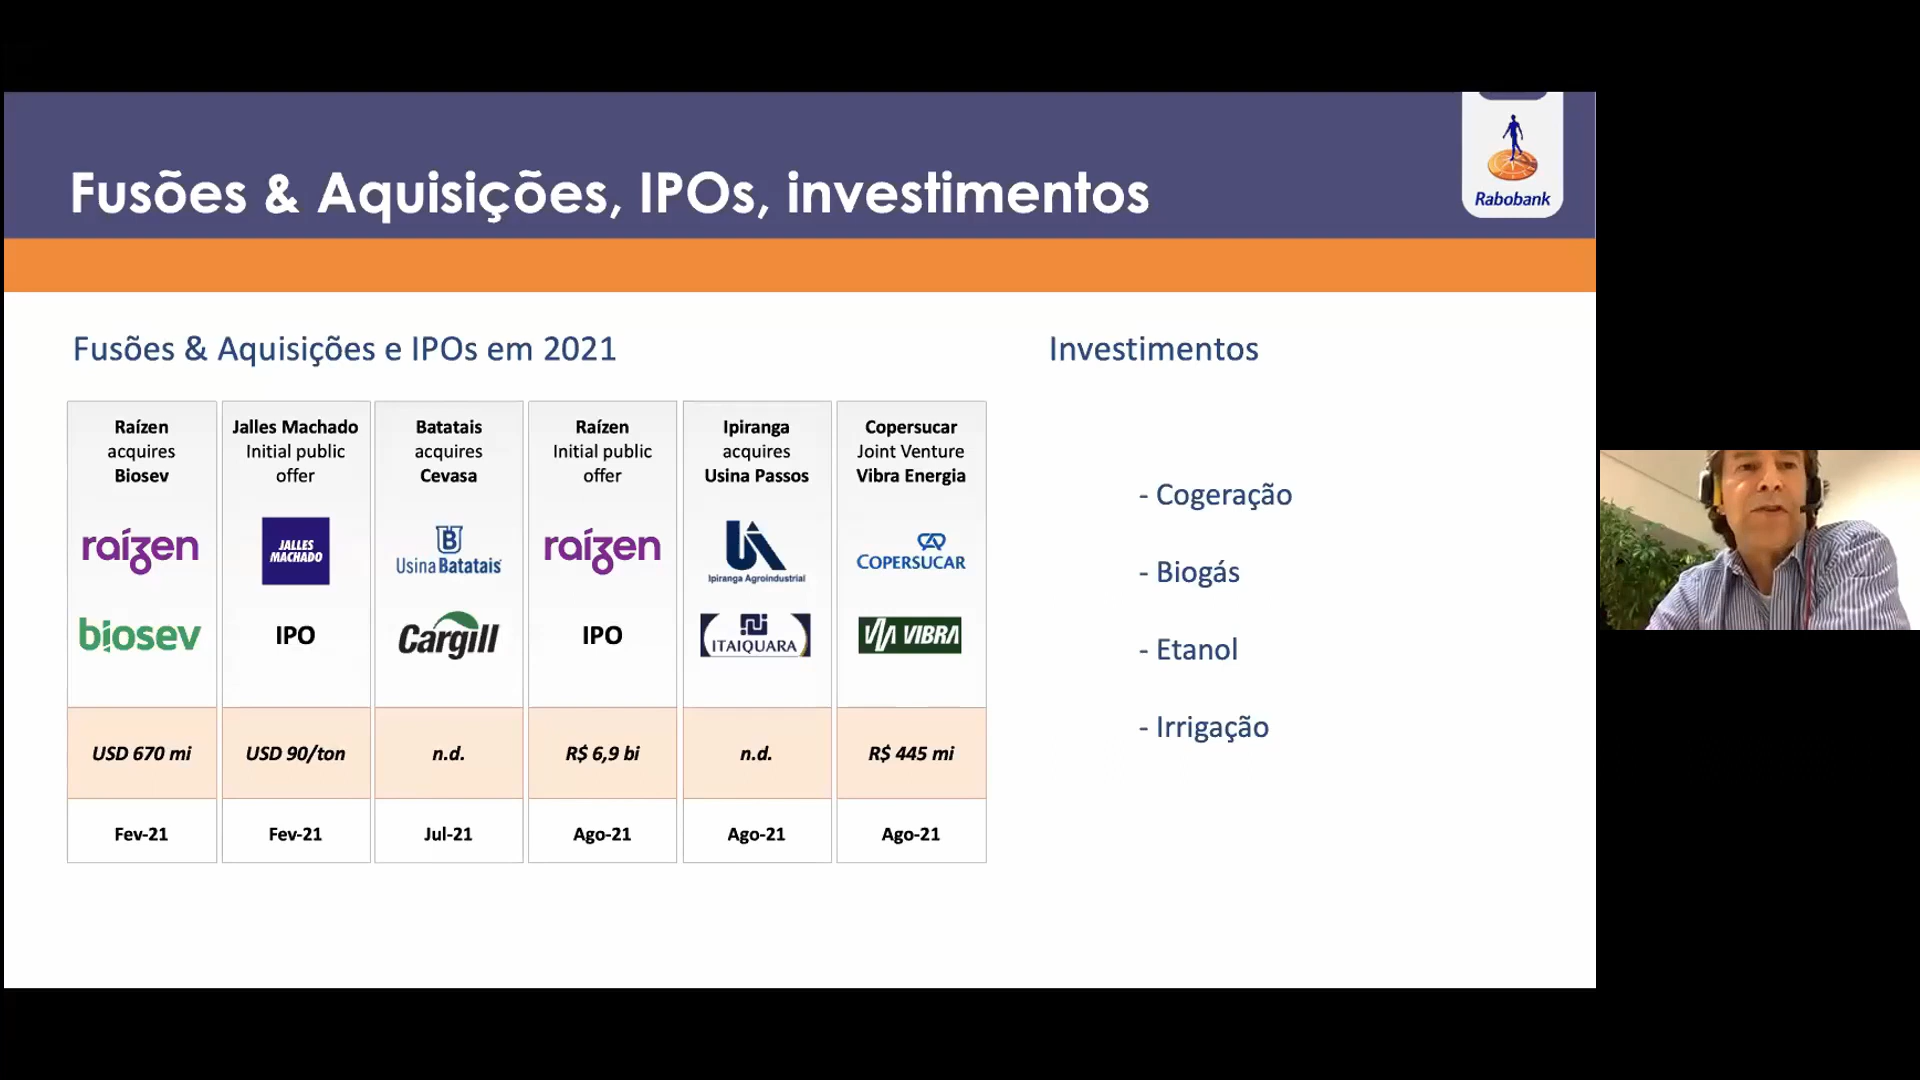 Fusões & Aquisições, IPOs, investimentos
Rabobank
Fusões & Aquisições e IPOs em 2021
Investimentos
Raízen
acquires
Biosev
raízen
biosev
USD 670 mi
Fev-21
Jalles Machado
Initial public
offer
JALLES
MACHADO
IPO
USD 90/ton
Fev-21
Batatais
acquires
Cevasa
Usina Batatais
Cargill
n.d.
Jul-21
Raízen
Initial public
offer
raízen
IPO
R$ 6,9 bi
Ago-21
Ipiranga
acquires
Usina Passos
Ipiranga Agroindustrial
ITAIQUARA
n.d.
Ago-21
Copersucar
Joint Venture
Vibra Energia
COPERSUCAR
VIBRA
R$ 445 mi
Ago-21
- Cogeração
- Biogás
- Etanol
- Irrigação